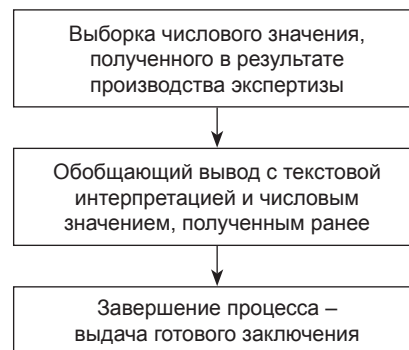 Выборка числового значения,
полученного в результате
производства экспертизы
Обобщающий вывод с текстовой
интерпретацией и числовым
значением, полученным ранее
Завершение процесса –
выдача готового заключения